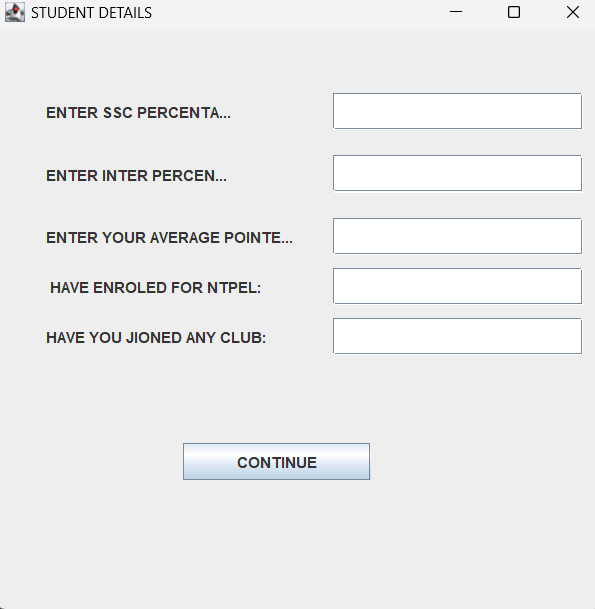 STUDENT DETAILS
ENTER SSC PERCENTA...
ENTER INTER PERCEN...
ENTER YOUR AVERAGE POINTE...
HAVE ENROLED FOR NTPEL:
HAVE YOU JIONED ANY CLUB:
CONTINUE